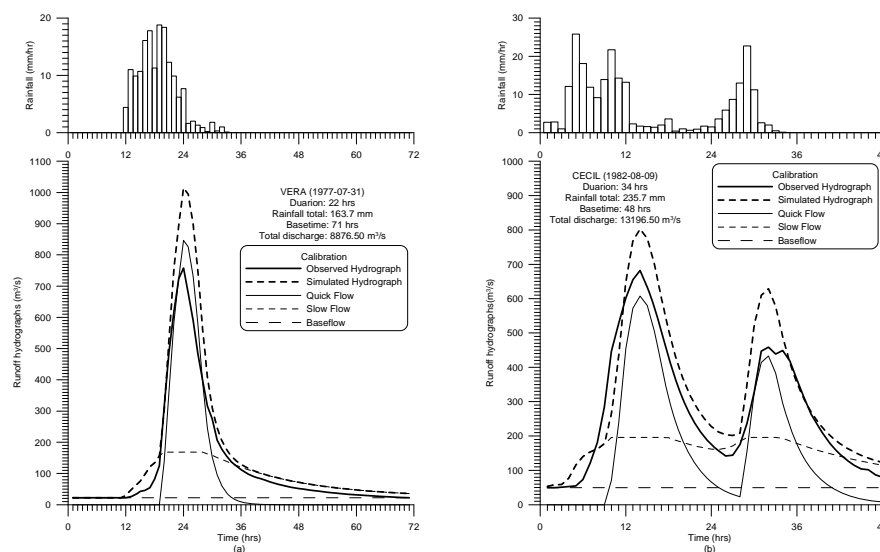 20
10
0
Rainfall (mm/hr)
0 12 24 36 48 60 72
1100
1000
900
800
700
600
500
400
300
200
100
0
Runoff hydrographs (m³/s)
VERA (1977-07-31)
Duarion: 22 hrs
Rainfall total: 163.7 mm
Basetime: 71 hrs
Total discharge: 8876.50 m³/s
Calibration
Observed Hydrograph
Simulated Hydrograph
Quick Flow
Slow Flow
Baseflow
0 12 24 36 48 60 72
Time (hrs)
(a)
30
20
10
0
Rainfall (mm/hr)
0 12 24 36 48
1000
900
800
700
600
500
400
300
200
100
0
Runoff hydrographs(m³/s)
CECIL (1982-08-09)
Duarion: 34 hrs
Rainfall total: 235.7 mm
Basetime: 48 hrs
Total discharge: 13196.50 m³/s
Calibration
Observed Hydrograph
Simulated Hydrograph
Quick Flow
Slow Flow
Baseflow
0 12 24 36 48
Time (hrs)
(b)